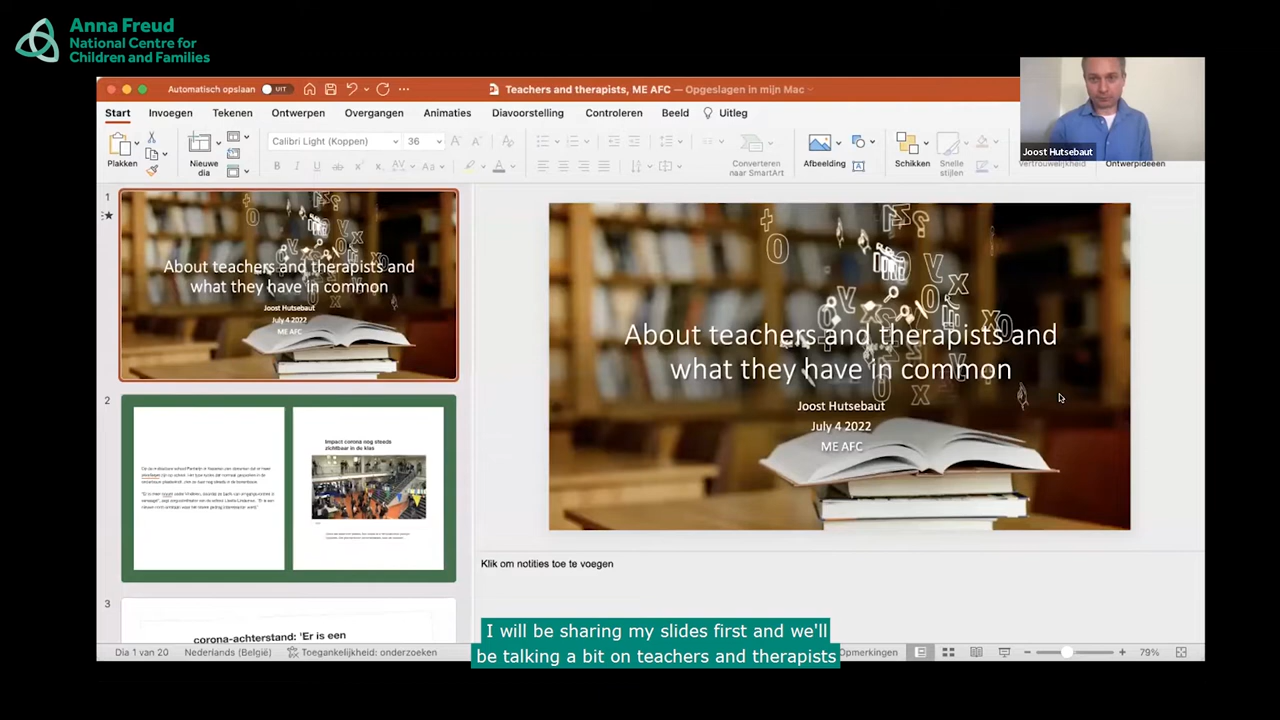 Anna Freud
National Centre for
Children and Families
Automatisch opslaan
UIT
Teachers and therapists, ME AFC — Opgeslagen in mijn Mac
Start
Invoegen
Tekenen
Ontwerpen
Overgangen
Animaties
Diavoorstelling
Controleren
Beeld
Uitleg
Joost Hutsebaut
Plakken
Nieuwe
dia
Calibri Light (Koppen)
36
Converteren
naar SmartArt
Afbeelding
Schikken
Snelle
stijlen
Vertrouwelijkheid
Ontwerpideeën
1
About teachers and therapists and
what they have in common
Joost Hutsebaut
July 4 2022
ME AFC
2
Impact corona nog steeds
zichtbaar in de klas
3
corona-achterstand: 'Er is een
About teachers and therapists and
what they have in common
Joost Hutsebaut
July 4 2022
ME AFC
Klik om notities toe te voegen
I will be sharing my slides first and we'll
be talking a bit on teachers and therapists
Dia 1 van 20
Nederlands (België)
Toegankelijkheid: onderzoeken
Opmerkingen
79%